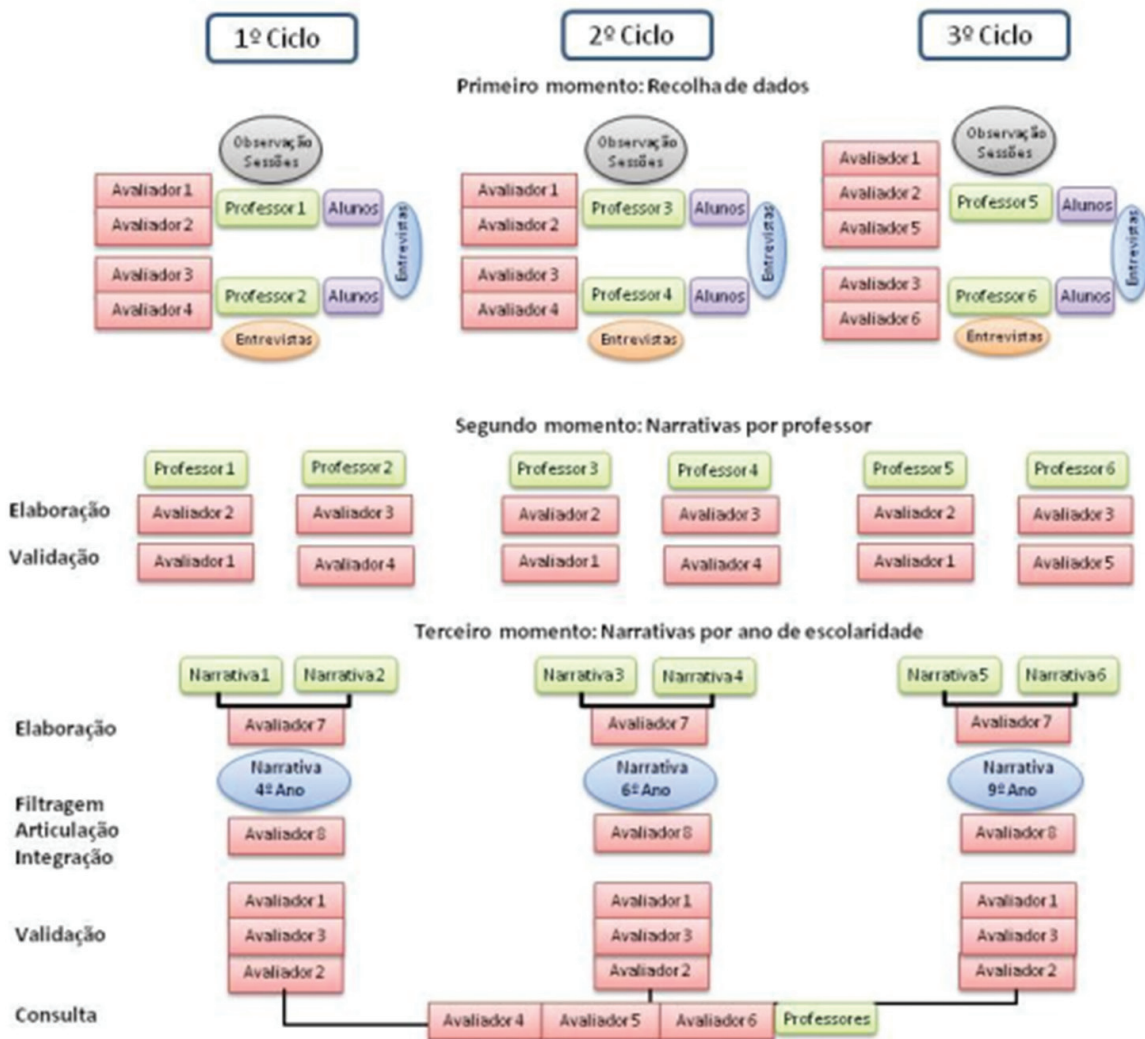 1º Ciclo
2º Ciclo
3º Ciclo
Primeiro momento: Recolha de dados
Observação
Sessões
Avaliador 1
Avaliador 2
Professor 1
Alunos
Entrevistas
Avaliador 3
Avaliador 4
Professor 2
Alunos
Entrevistas
Observação
Sessões
Avaliador 1
Avaliador 2
Professor 3
Alunos
Entrevistas
Avaliador 3
Avaliador 4
Professor 4
Alunos
Entrevistas
Observação
Sessões
Avaliador 1
Avaliador 2
Avaliador 5
Professor 5
Alunos
Entrevistas
Avaliador 3
Avaliador 6
Professor 6
Alunos
Entrevistas
Segundo momento: Narrativas por professor
Professor 1
Professor 2
Professor 3
Professor 4
Professor 5
Professor 6
Elaboração
Avaliador 2
Avaliador 3
Avaliador 2
Avaliador 3
Avaliador 2
Avaliador 3
Validação
Avaliador 1
Avaliador 4
Avaliador 1
Avaliador 4
Avaliador 1
Avaliador 5
Terceiro momento: Narrativas por ano de escolaridade
Narrativa 1
Narrativa 2
Narrativa 3
Narrativa 4
Narrativa 5
Narrativa 6
Elaboração
Avaliador 7
Avaliador 7
Avaliador 7
Narrativa
4º Ano
Narrativa
6º Ano
Narrativa
9º Ano
Filtragem
Articulação
Integração
Avaliador 8
Avaliador 8
Avaliador 8
Validação
Avaliador 1
Avaliador 3
Avaliador 2
Avaliador 1
Avaliador 3
Avaliador 2
Avaliador 1
Avaliador 3
Avaliador 2
Consulta
Avaliador 4
Avaliador 5
Avaliador 6
Professores